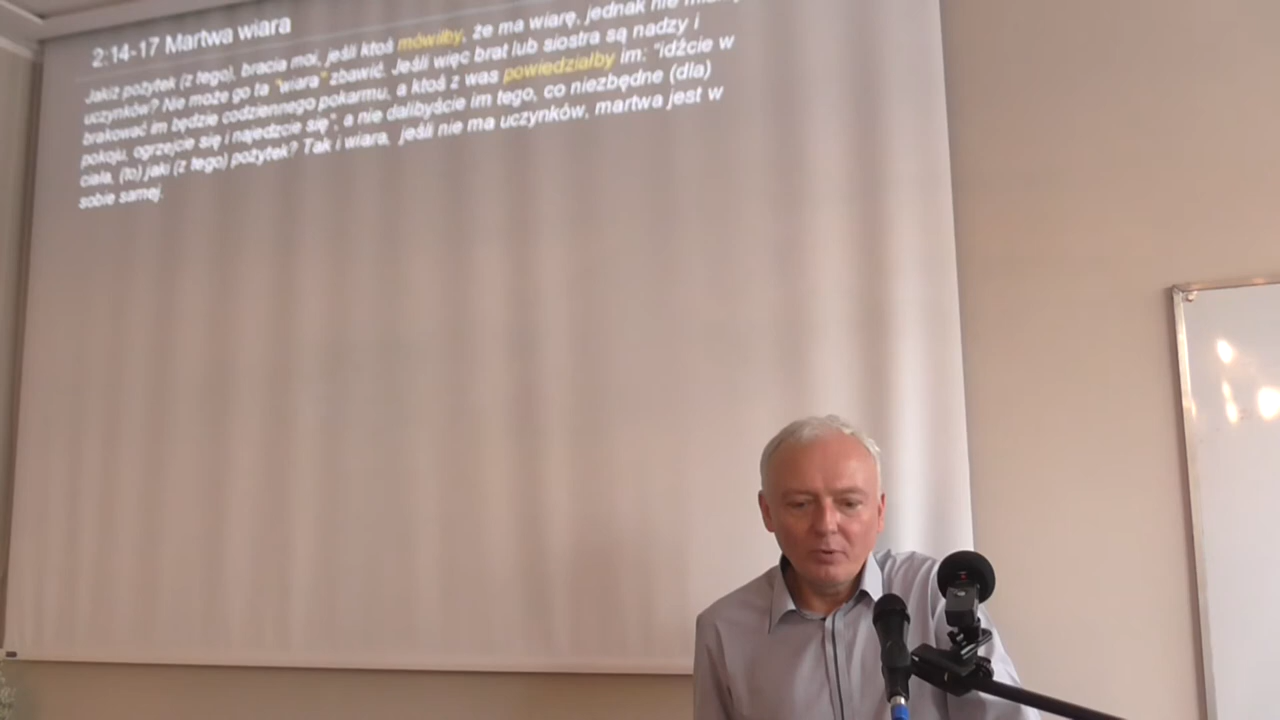 2:14-17 Martwa wiara
Jakiż pożytek (z tego), bracia moi, jeśli ktoś mówiłby, że ma wiarę, jednak nie
uczynków? Nie może go ta "wiara" zbawić. Jeśli więc brat lub siostra są nadzy i
brakować im będzie codziennego pokarmu, a ktoś z was powiedziałby im: "idźcie w
pokoju, ogrzejcie się i najedzcie się", a nie dalibyście im tego, co niezbędne (dla)
ciała, (to) jaki (z tego) pożytek? Tak i wiara, jeśli nie ma uczynków, martwa jest w
sobie samej.